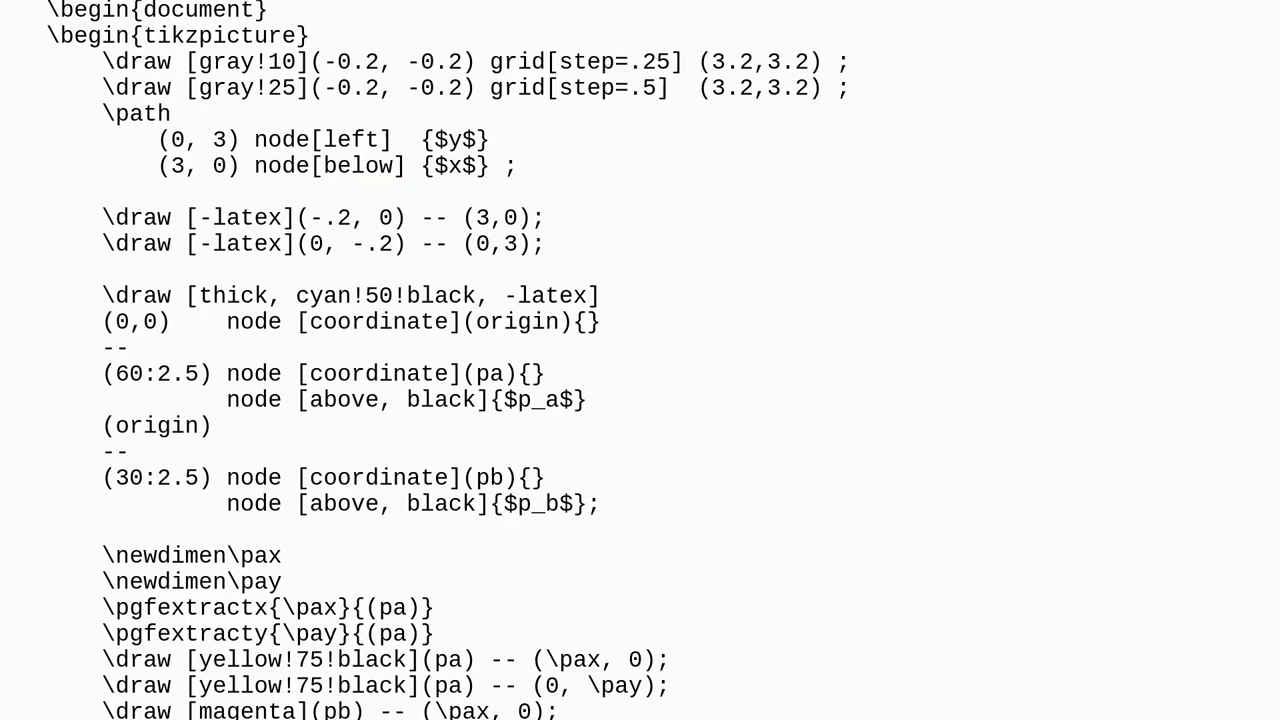 \begin{document}
\begin{tikzpicture}
    \draw [gray!10](-0.2, -0.2) grid[step=.25] (3.2,3.2) ;
    \draw [gray!25](-0.2, -0.2) grid[step=.5]  (3.2,3.2) ;
    \path
        (0, 3) node[left]  {$y$}
        (3, 0) node[below] {$x$} ;

    \draw [-latex](-.2, 0) -- (3,0);
    \draw [-latex](0, -.2) -- (0,3);

    \draw [thick, cyan!50!black, -latex]
    (0,0)    node [coordinate](origin){}
    --
    (60:2.5) node [coordinate](pa){}
             node [above, black]{$p_a$}
    (origin)
    --
    (30:2.5) node [coordinate](pb){}
             node [above, black]{$p_b$};

    \newdimen\pax
    \newdimen\pay
    \pgfextractx{\pax}{(pa)}
    \pgfextracty{\pay}{(pa)}
    \draw [yellow!75!black](pa) -- (\pax, 0);
    \draw [yellow!75!black](pa) -- (0, \pay);
    \draw [magenta](pb) -- (\pax, 0);